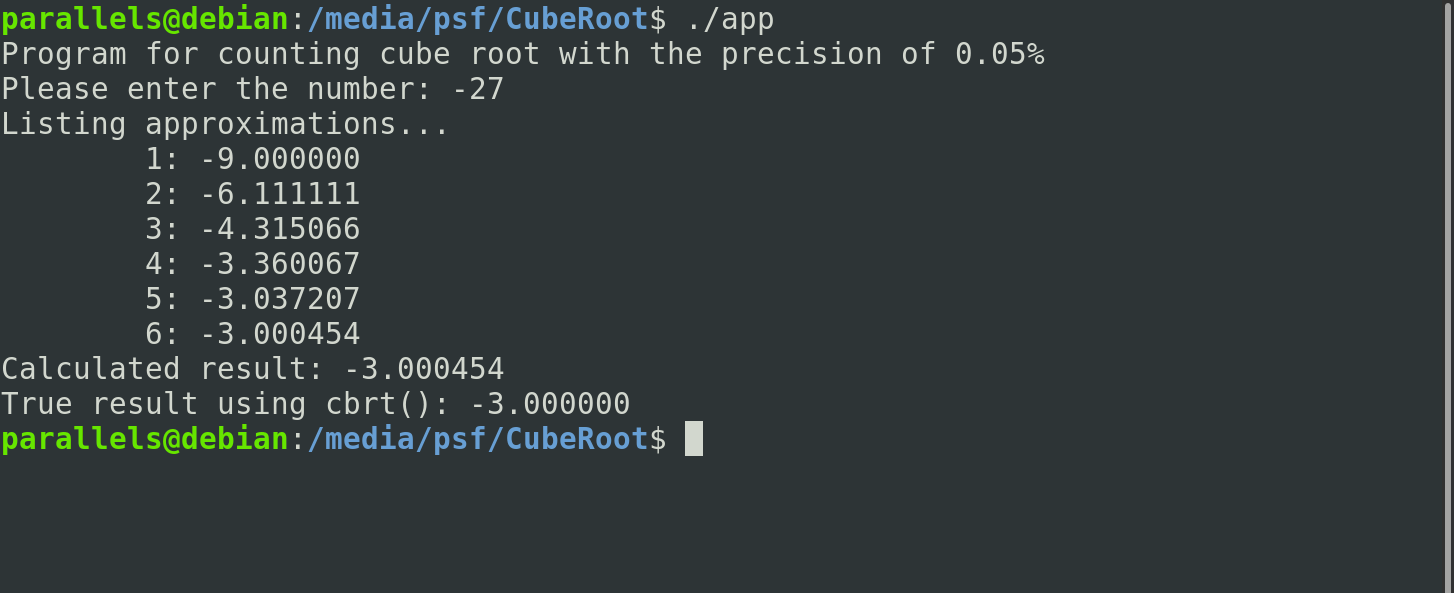 parallels@debian:/media/psf/CubeRoot$ ./app
Program for counting cube root with the precision of 0.05%
Please enter the number: -27
Listing approximations...
        1: -9.000000
        2: -6.111111
        3: -4.315066
        4: -3.360067
        5: -3.037207
        6: -3.000454
Calculated result: -3.000454
True result using cbrt(): -3.000000
parallels@debian:/media/psf/CubeRoot$